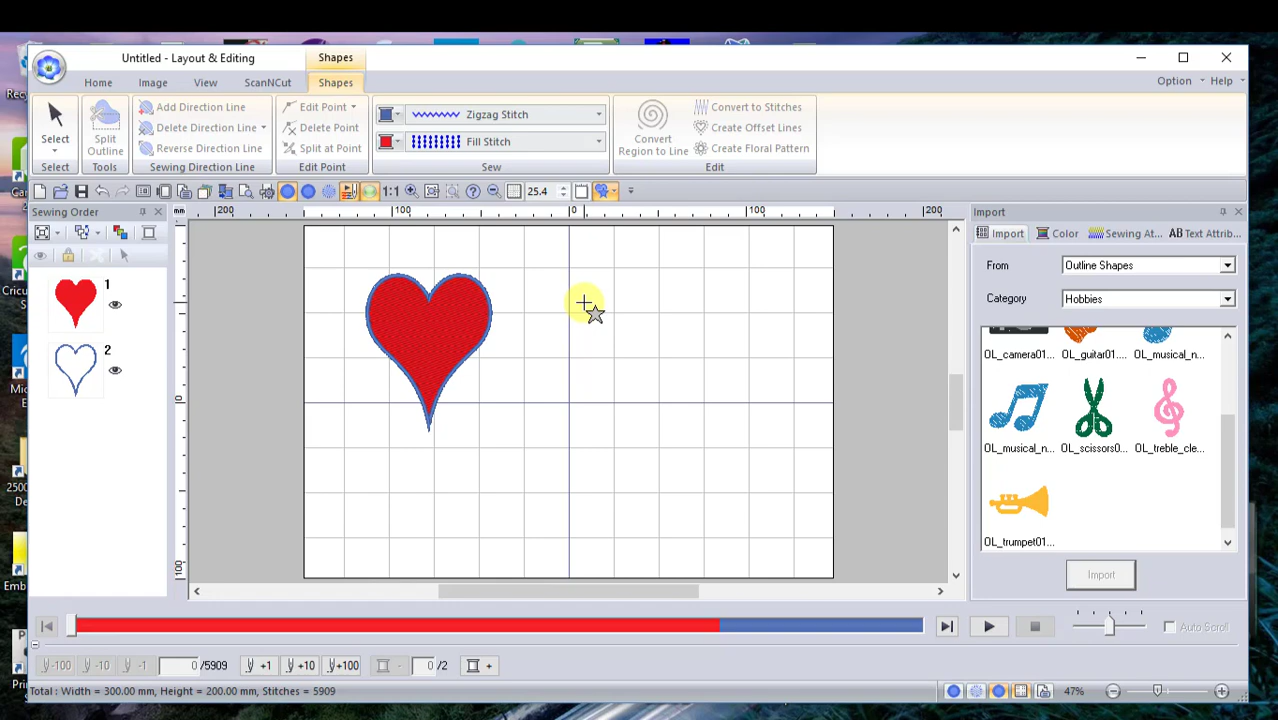 Untitled - Layout & Editing
Shapes
Home
Image
View
ScanNCut
Shapes
Option
Help
Select
Split
Outline
Add Direction Line
Delete Direction Line
Reverse Direction Line
Edit Point
Delete Point
Split at Point
Zigzag Stitch
Fill Stitch
Convert
Region to Line
Convert to Stitches
Create Offset Lines
Create Floral Pattern
Select
Tools
Sewing Direction Line
Edit Point
Sew
Edit
1:1
25.4
Sewing Order
mm
200
100
0
100
200
Import
Import
Color
Sewing At...
Text Attrib...
From
Outline Shapes
Category
Hobbies
1
2
OL_camera01...
OL_guitar01....
OL_musical_n...
OL_musical_n...
OL_scissors0...
OL_treble_cle...
OL_trumpet01...
0
100
Import
Auto Scroll
-100
-10
-1
0
/5909
+1
+10
+100
0
/2
+
Total : Width = 300.00 mm, Height = 200.00 mm, Stitches = 5909
47%